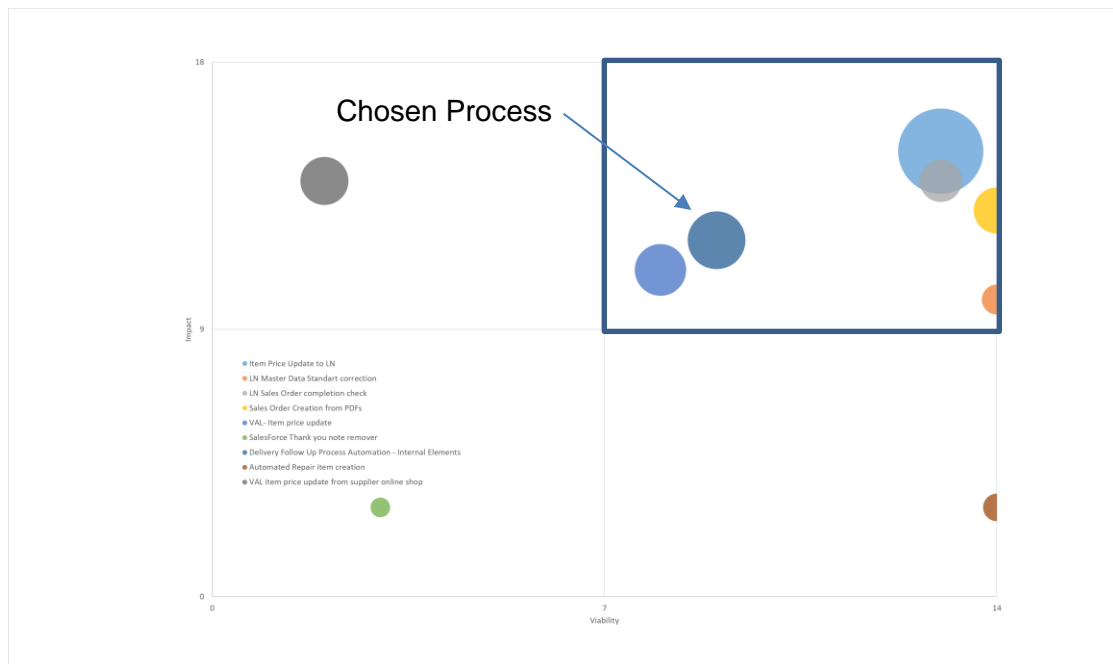 18
Chosen Process
Impact
9
Item Price Update to LN
LN Master Data Standart correction
LN Sales Order completion check
Sales Order Creation from PDFs
VAL- Item price update
SalesForce Thank you note remover
Delivery Follow Up Process Automation - Internal Elements
Automated Repair item creation
VAL item price update from supplier online shop
0
0
7
14
Viability